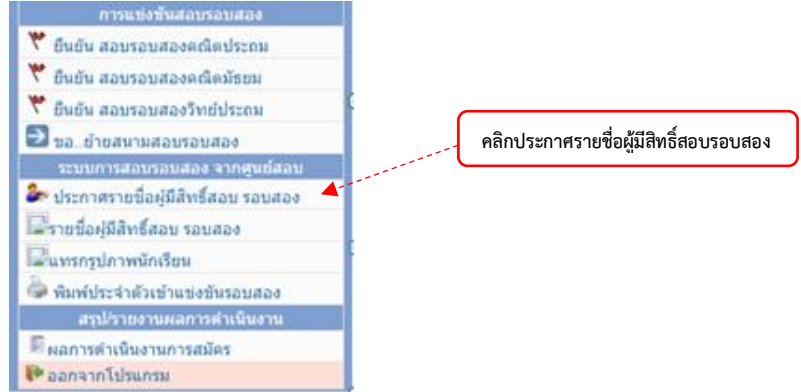 การแข่งขันสอบรอบสอง
ยืนยัน สอบรอบสองคณิตประถม
ยืนยัน สอบรอบสองคณิตมัธยม
ยืนยัน สอบรอบสองวิทย์ประถม
ขอ..ย้ายสนามสอบรอบสอง
ระบบการสอบรอบสอง จากศูนย์สอบ
ประกาศรายชื่อผู้มีสิทธิ์สอบ รอบสอง
รายชื่อผู้มีสิทธิ์สอบ รอบสอง
แทรกรูปภาพนักเรียน
พิมพ์ประจำตัวเข้าแข่งขันรอบสอง
สรุป/รายงานผลการดำเนินงาน
ผลการดำเนินงานการสมัคร
ออกจากโปรแกรม
คลิกประกาศรายชื่อผู้มีสิทธิ์สอบรอบสอง